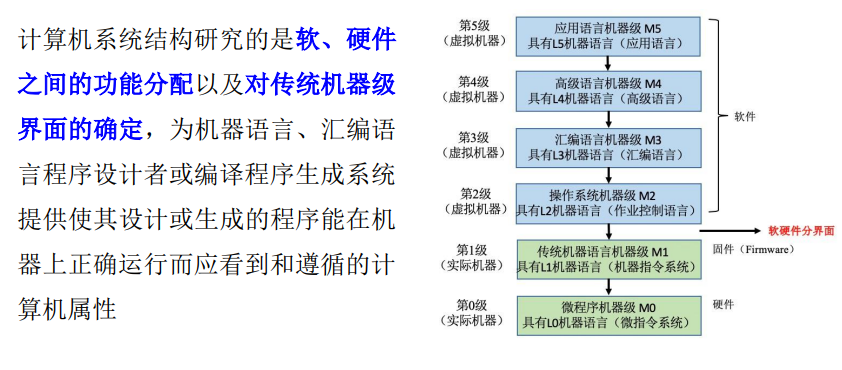 计算机系统结构研究的是软、硬件
之间的功能分配以及对传统机器级
界面的确定，为机器语言、汇编语
言程序设计者或编译程序生成系统
提供使其设计或生成的程序能在机
器上正确运行而应看到和遵循的计
算机属性
第5级
（虚拟机器）
应用语言机器级 M5
具有L5机器语言（应用语言）
第4级
（虚拟机器）
高级语言机器级 M4
具有L4机器语言（高级语言）
第3级
（虚拟机器）
汇编语言机器级 M3
具有L3机器语言（汇编语言）
第2级
（虚拟机器）
操作系统机器级 M2
具有L2机器语言（作业控制语言）
软件
软硬件分界面
第1级
（实际机器）
传统机器语言机器级 M1
具有L1机器语言（机器指令系统）
固件（Firmware）
第0级
（实际机器）
微程序机器级 M0
具有L0机器语言（微指令系统）
硬件